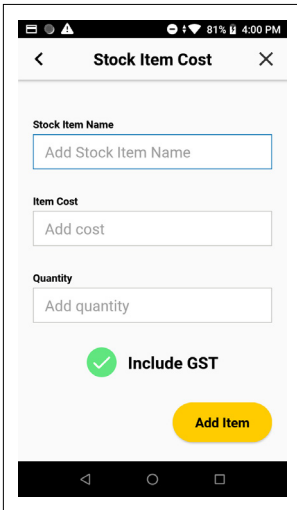 81% 4:00 PM
Stock Item Cost
Stock Item Name
Add Stock Item Name
Item Cost
Add cost
Quantity
Add quantity
Include GST
Add Item